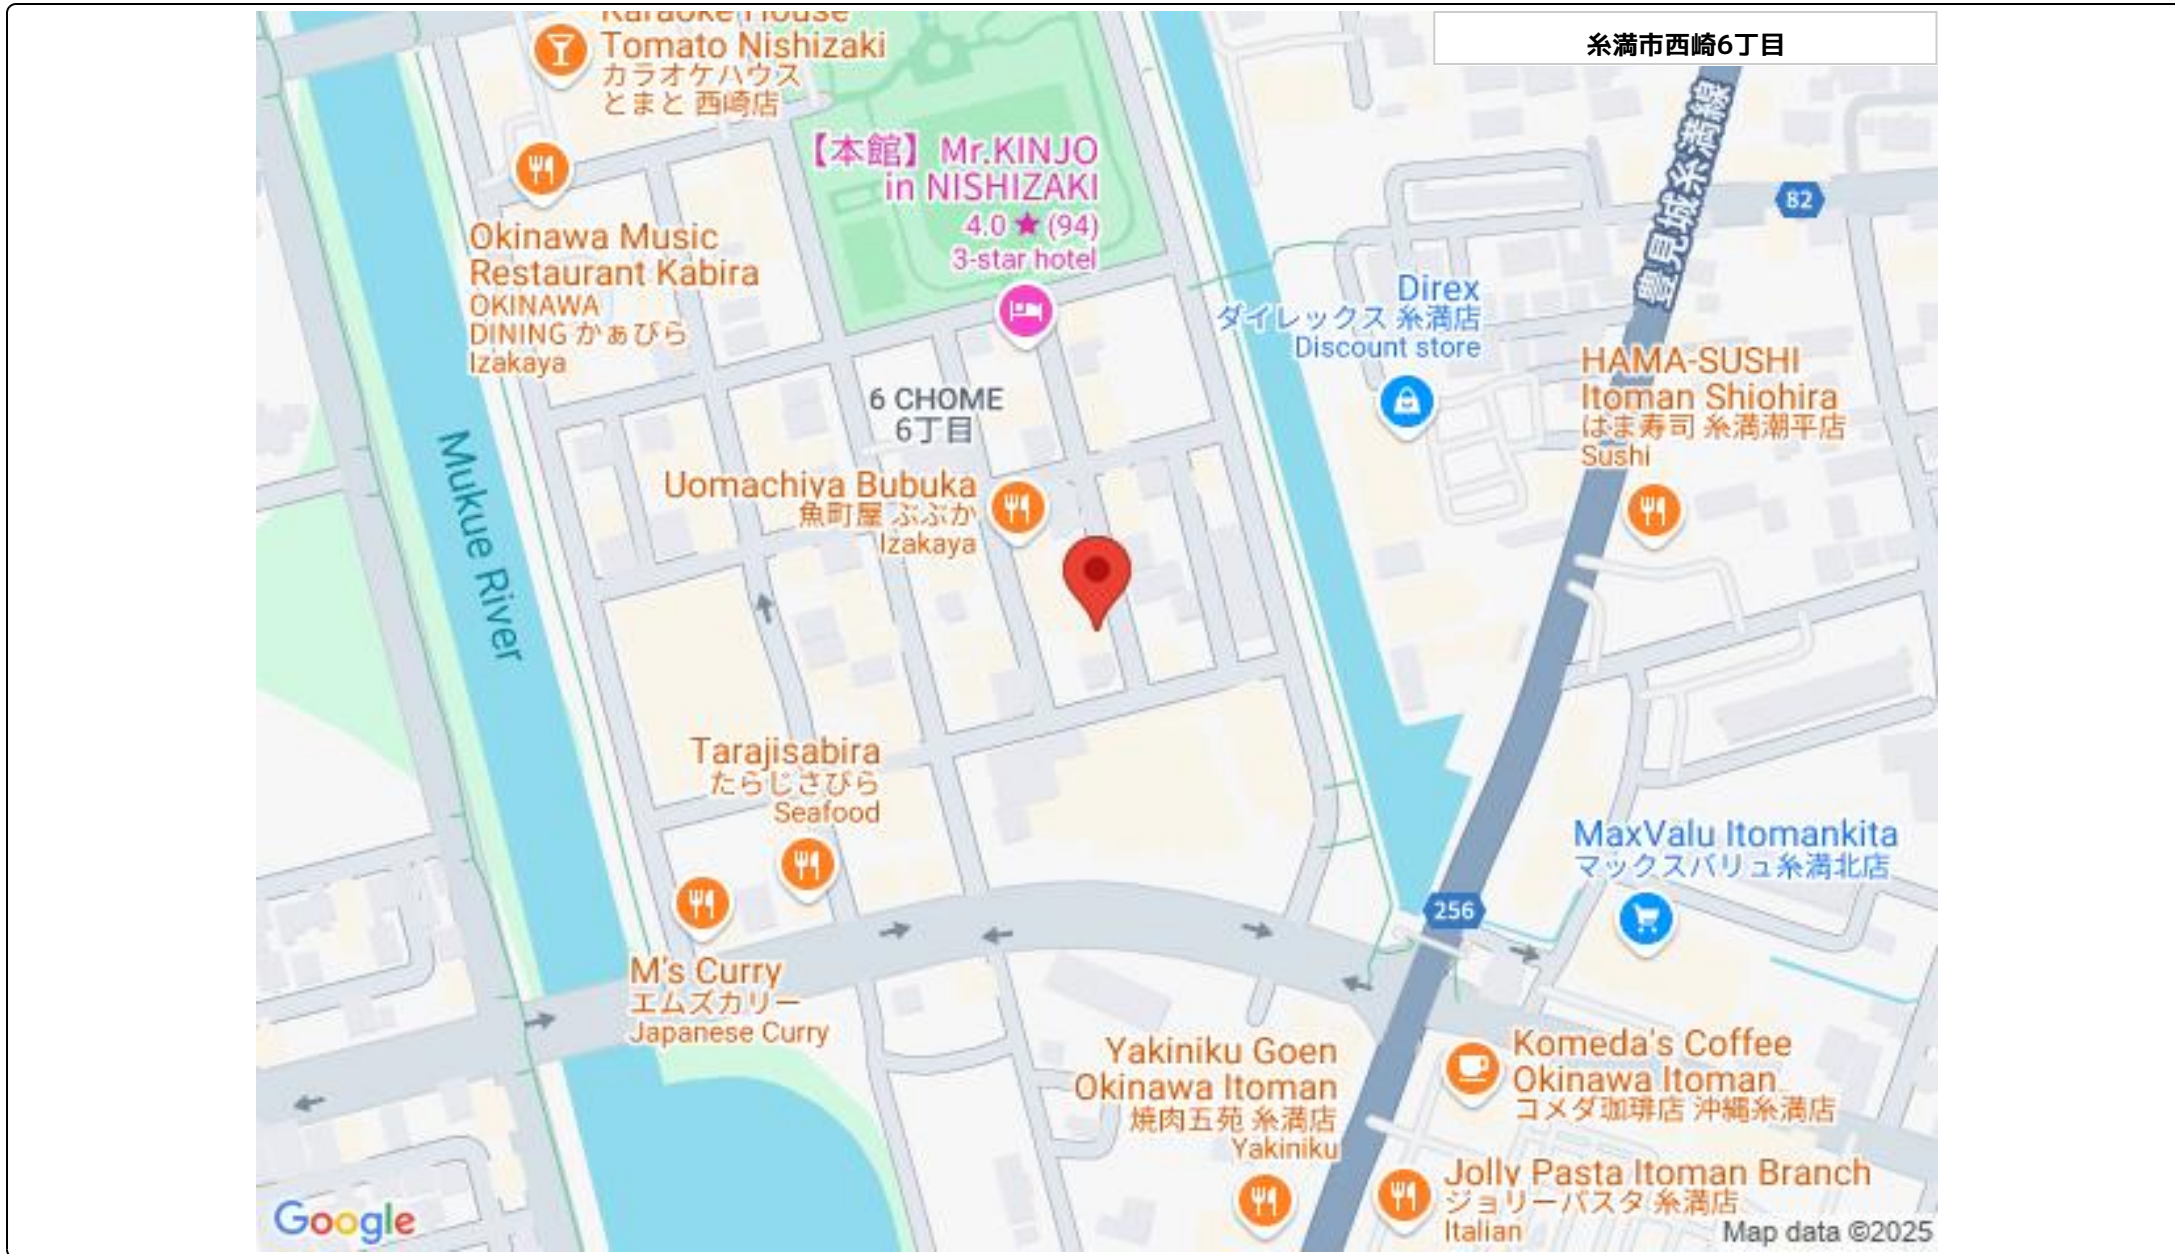 Karaoke House
Tomato Nishizaki
カラオケハウス
とまと 西崎店
糸満市西崎6丁目
【本館】Mr.KINJO
in NISHIZAKI
4.0 ★ (94)
3-star hotel
豊見城糸満線
82
Okinawa Music
Restaurant Kabira
OKINAWA
DINING かぁびら
Izakaya
Direx
ダイレックス 糸満店
Discount store
HAMA-SUSHI
Itoman Shiohira
はま寿司 糸満潮平店
Sushi
6 CHOME
6丁目
Mukue River
Uomachiya Bubuka
魚町屋 ぶぶか
Izakaya
Tarajisabira
たらじさびら
Seafood
MaxValu Itomankita
マックスバリュ糸満北店
256
M's Curry
エムズカリー
Japanese Curry
Yakiniku Goen
Okinawa Itoman
焼肉五苑 糸満店
Yakiniku
Komeda's Coffee
Okinawa Itoman
コメダ珈琲店 沖縄糸満店
Jolly Pasta Itoman Branch
ジョリーパスタ 糸満店
Italian
Google
Map data ©2025